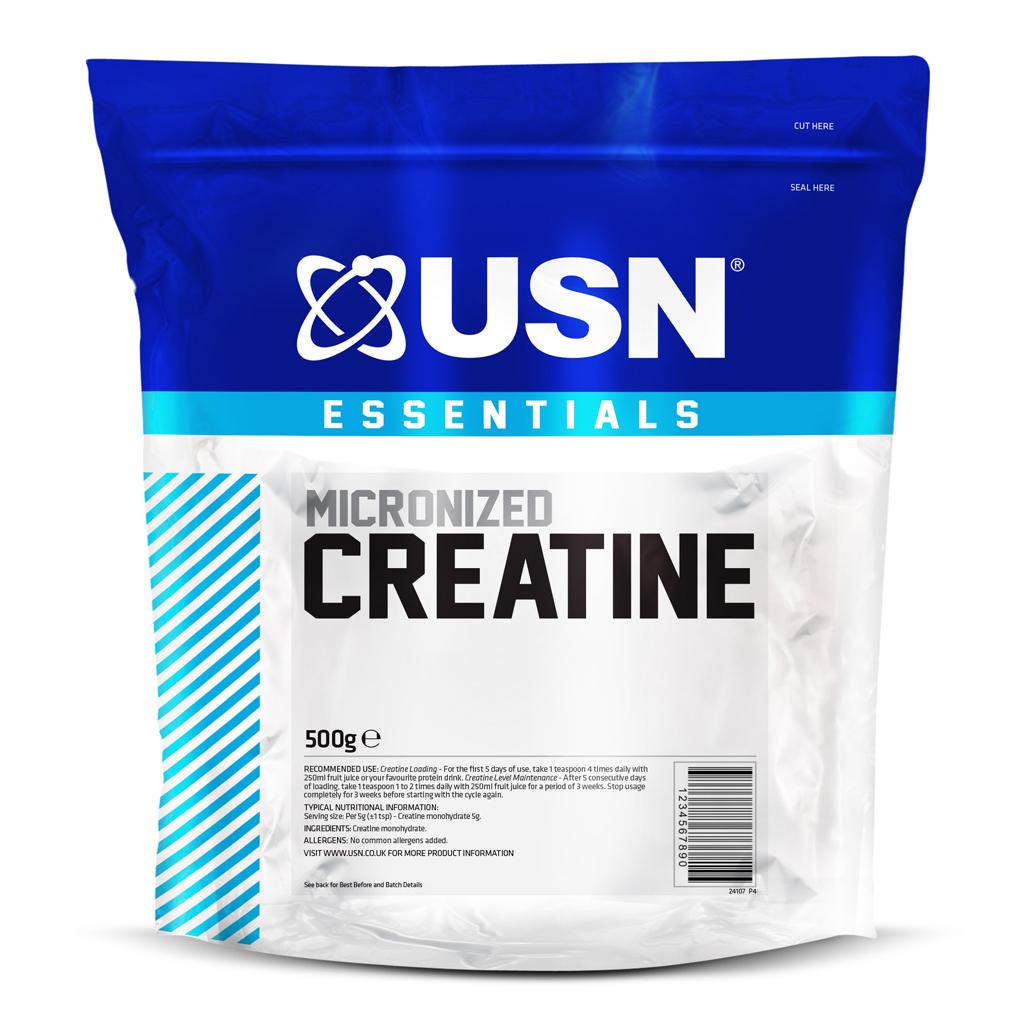 CUT HERE
SEAL HERE
USN®
ESSENTIALS
MICRONIZED
CREATINE
500g ℮
RECOMMENDED USE: Creatine Loading - For the first 5 days of use, take 1 teaspoon 4 times daily with
250ml fruit juice or your favourite protein drink. Creatine Level Maintenance - After 5 consecutive days
of loading, take 1 teaspoon 1 to 2 times daily with 250ml fruit juice for a period of 3 weeks. Stop usage
completely for 3 weeks before starting with the cycle again.
TYPICAL NUTRITIONAL INFORMATION:
Serving size: Per 5g (±1 tsp) - Creatine monohydrate 5g.
INGREDIENTS: Creatine monohydrate.
ALLERGENS: No common allergens added.
VISIT WWW.USN.CO.UK FOR MORE PRODUCT INFORMATION
See back for Best Before and Batch Details
1234567890
24107 P4